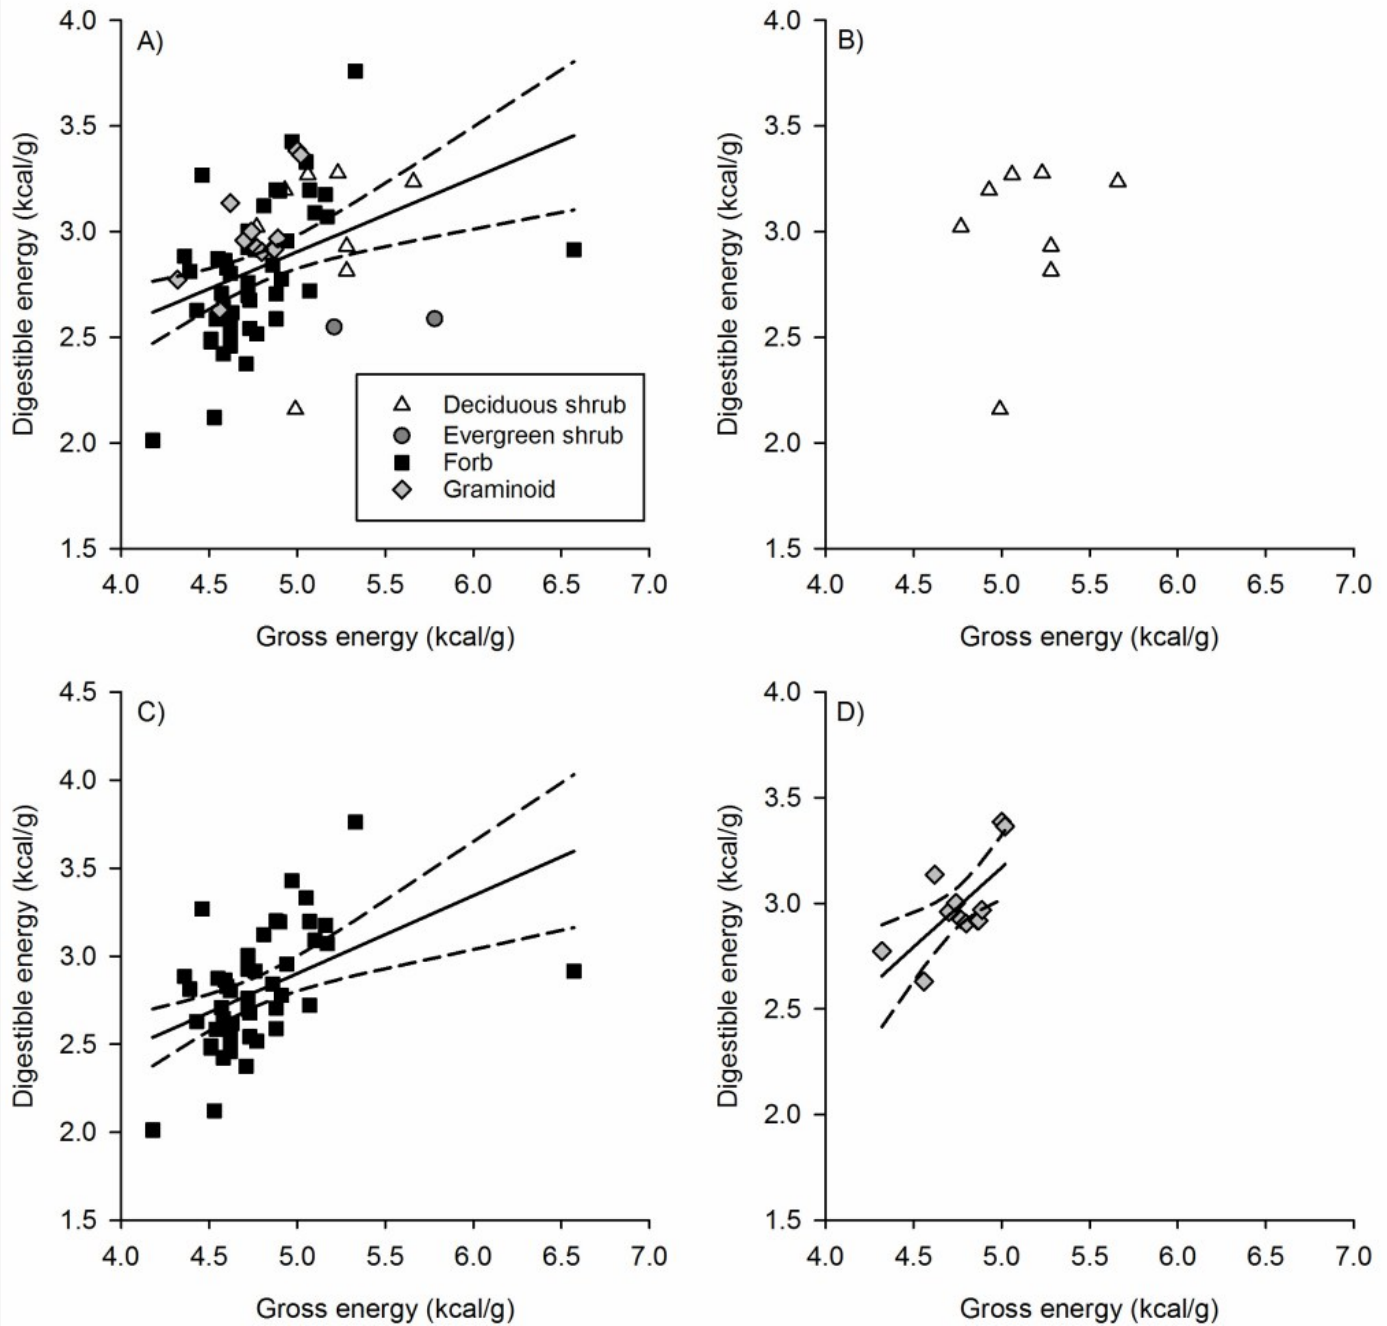 A)
Digestible energy (kcal/g)
4.0
3.5
3.0
2.5
2.0
1.5
Deciduous shrub
Evergreen shrub
Forb
Graminoid
4.0 4.5 5.0 5.5 6.0 6.5 7.0
Gross energy (kcal/g)
B)
Digestible energy (kcal/g)
4.0
3.5
3.0
2.5
2.0
1.5
4.0 4.5 5.0 5.5 6.0 6.5 7.0
Gross energy (kcal/g)
C)
Digestible energy (kcal/g)
4.5
4.0
3.5
3.0
2.5
2.0
1.5
4.0 4.5 5.0 5.5 6.0 6.5 7.0
Gross energy (kcal/g)
D)
Digestible energy (kcal/g)
4.0
3.5
3.0
2.5
2.0
1.5
4.0 4.5 5.0 5.5 6.0 6.5 7.0
Gross energy (kcal/g)